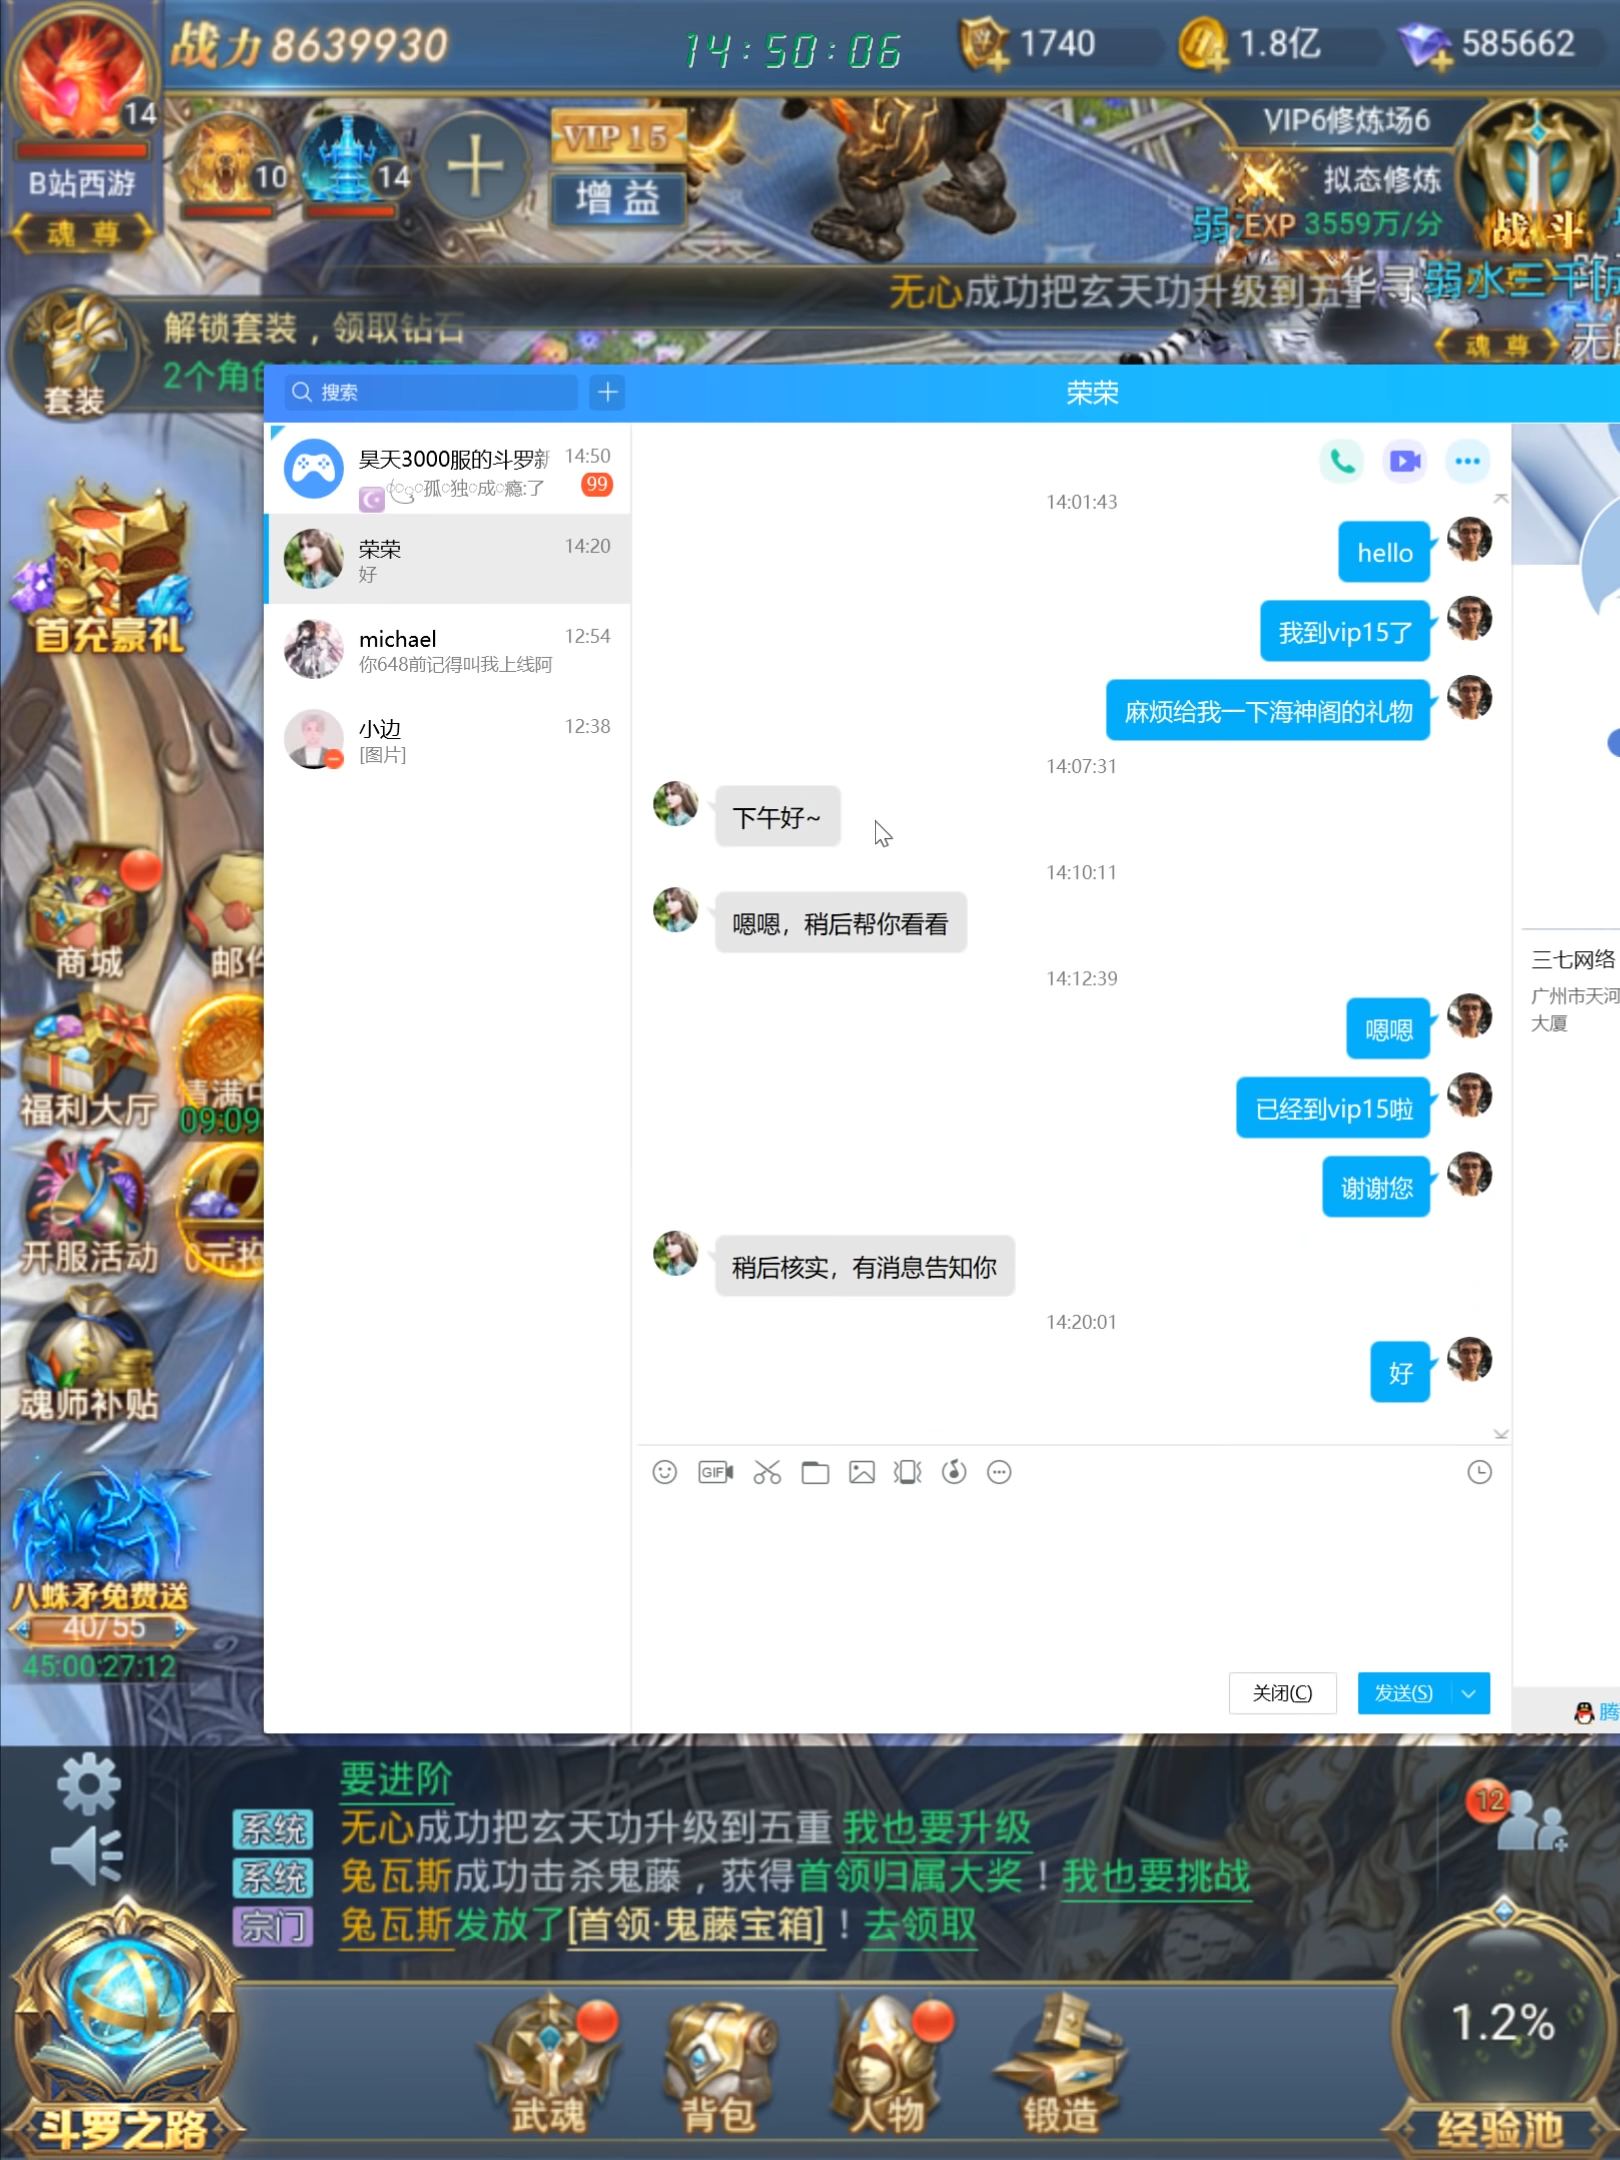 战力8639930
14:50:06
1740
1.8亿
585662
14
10
14
VIP 15
增益
B站西游
魂尊
VIP6修炼场6
拟态修炼
EXP 3559万/分
战斗
无心成功把玄天功升级到五
弱水三千
魂尊
解锁套装，领取钻石
2个角色
套装
搜索
荣荣
昊天3000服的斗罗新
14:50
孤独成瘾:了
99
荣荣
14:20
好
michael
12:54
你648前记得叫我上线阿
小边
12:38
[图片]
14:01:43
hello
我到vip15了
麻烦给我一下海神阁的礼物
14:07:31
下午好~
14:10:11
嗯嗯，稍后帮你看看
14:12:39
嗯嗯
已经到vip15啦
谢谢您
稍后核实，有消息告知你
14:20:01
好
GIF
关闭(C)
发送(S)
三七网络
广州市天河
大厦
腾
首充豪礼
商城
邮件
福利大厅
09:09
开服活动
0元抢
魂师补贴
八蛛矛免费送
40/55
45:00:27:12
要进阶
系统 无心成功把玄天功升级到五重 我也要升级
系统 兔瓦斯成功击杀鬼藤，获得首领归属大奖！我也要挑战
宗门 兔瓦斯发放了[首领·鬼藤宝箱]！去领取
12
斗罗之路
武魂
背包
人物
锻造
1.2%
经验池